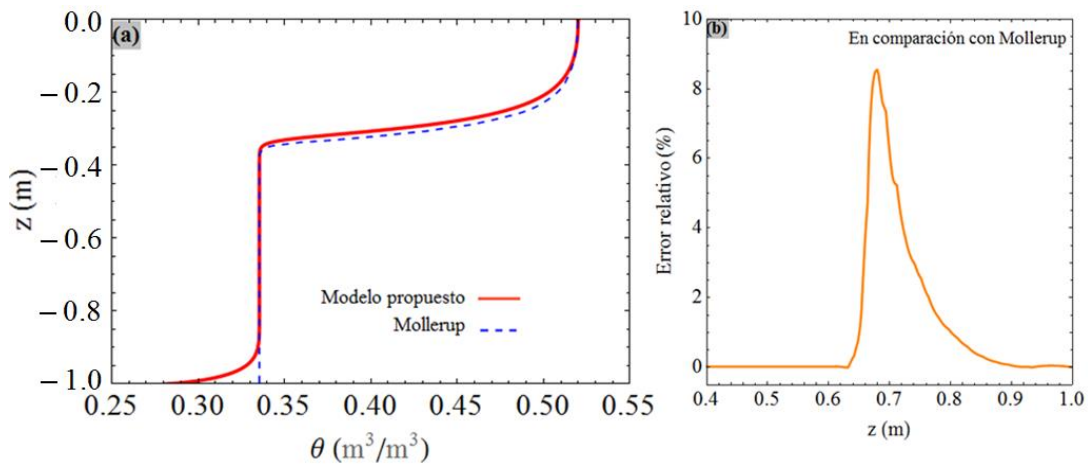 (a)
0.0
−0.2
−0.4
−0.6
−0.8
−1.0
z (m)
0.25 0.30 0.35 0.40 0.45 0.50 0.55
θ (m³/m³)
Modelo propuesto
Mollerup
(b)
En comparación con Mollerup
10
8
6
4
2
0
Error relativo (%)
0.4 0.5 0.6 0.7 0.8 0.9 1.0
z (m)